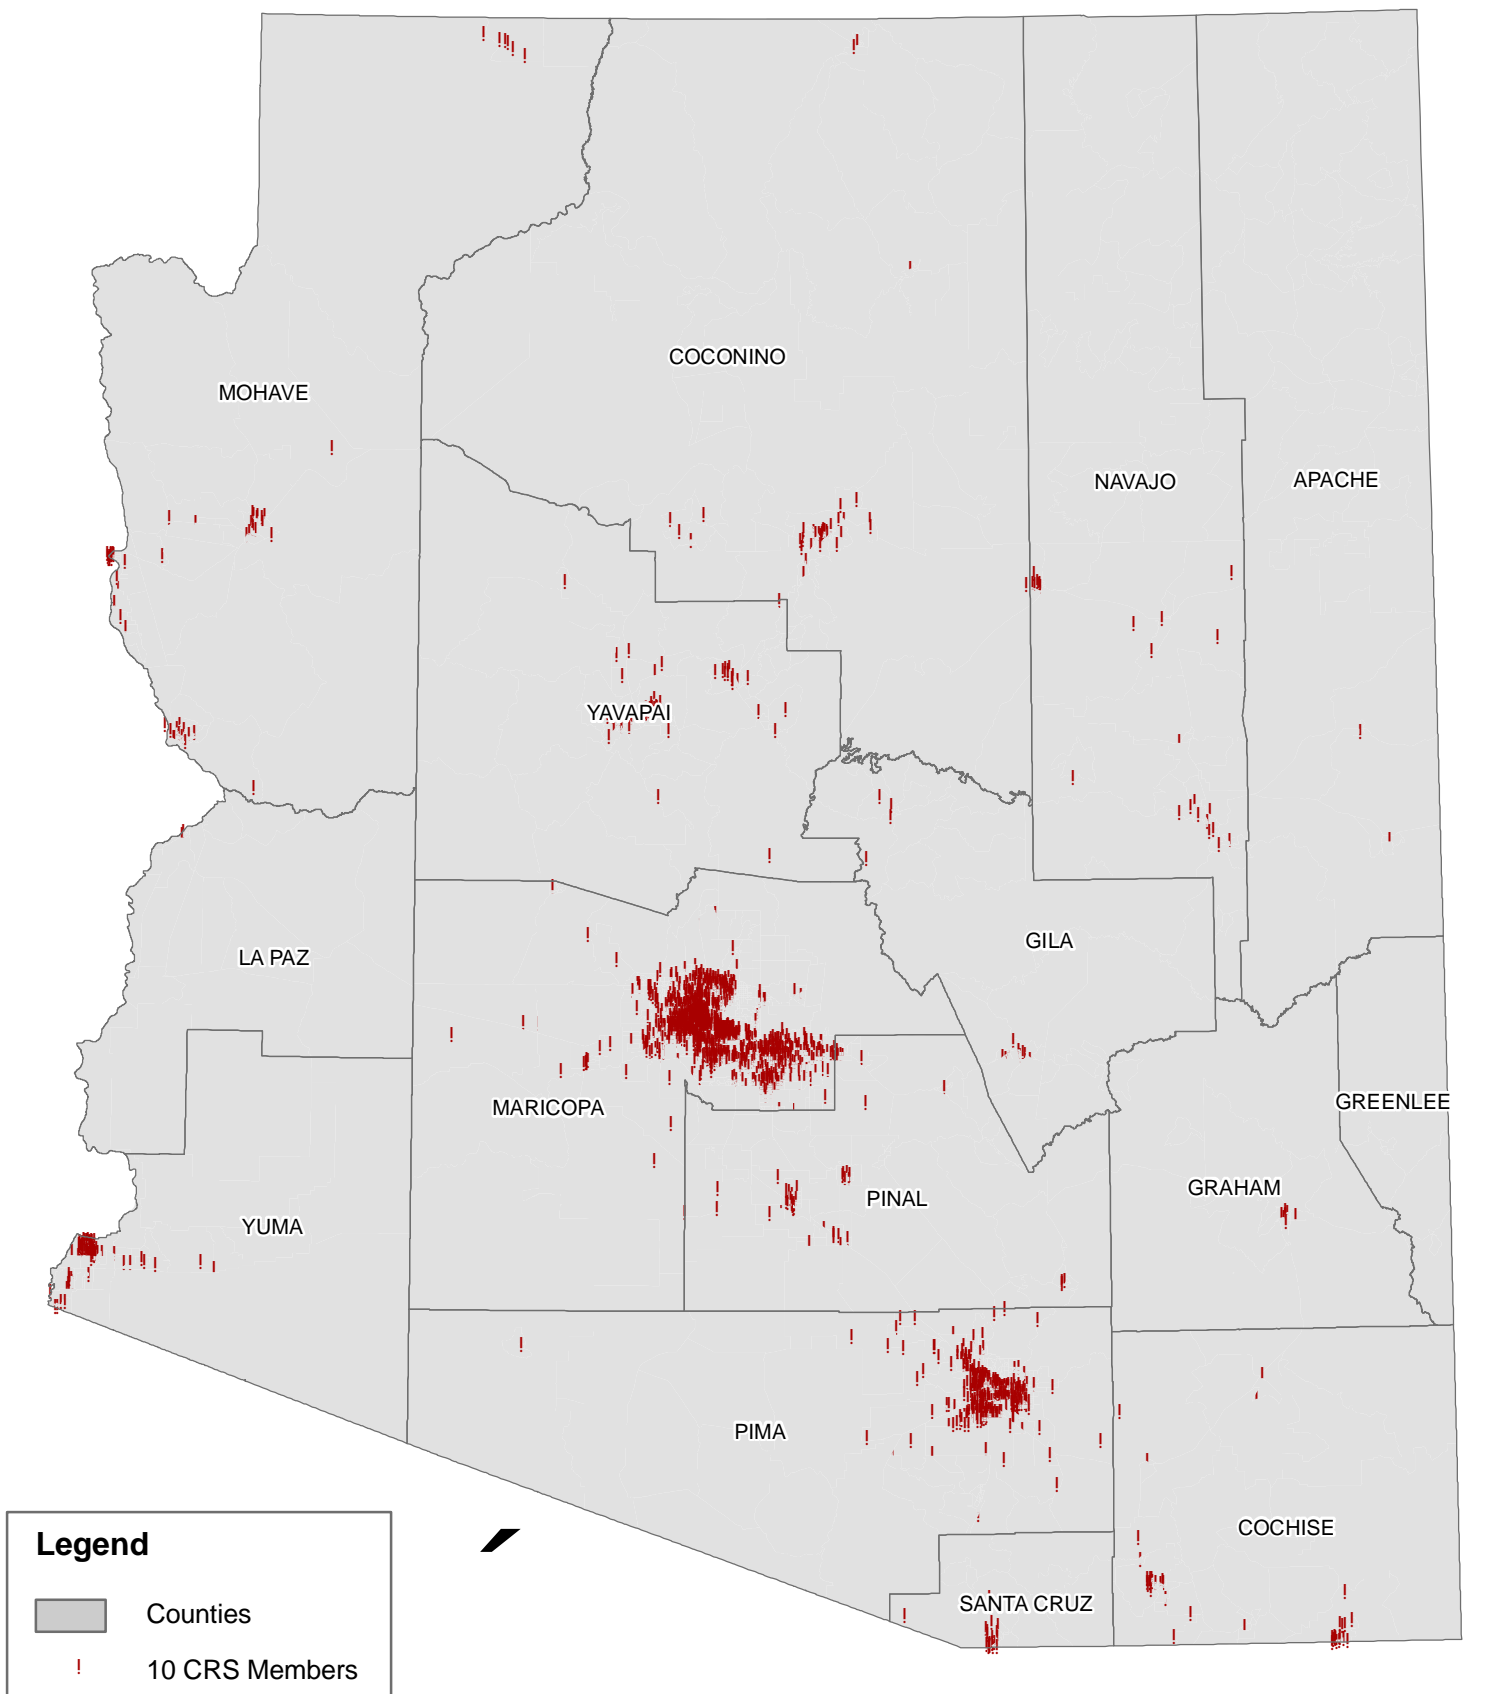 COCONINO
MOHAVE
NAVAJO
APACHE
YAVAPAI
GILA
LA PAZ
MARICOPA
GREENLEE
GRAHAM
PINAL
YUMA
PIMA
COCHISE
SANTA CRUZ
Legend
Counties
! 10 CRS Members